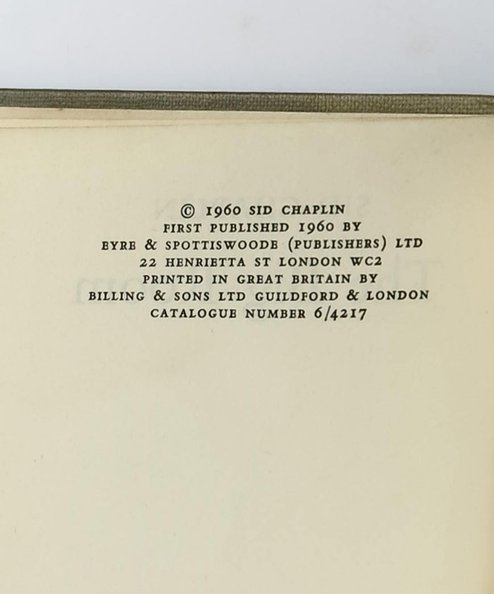 © 1960 SID CHAPLIN
FIRST PUBLISHED 1960 BY
EYRE & SPOTTISWOODE (PUBLISHERS) LTD
22 HENRIETTA ST LONDON WC2
PRINTED IN GREAT BRITAIN BY
BILLING & SONS LTD GUILDFORD & LONDON
CATALOGUE NUMBER 6/4217